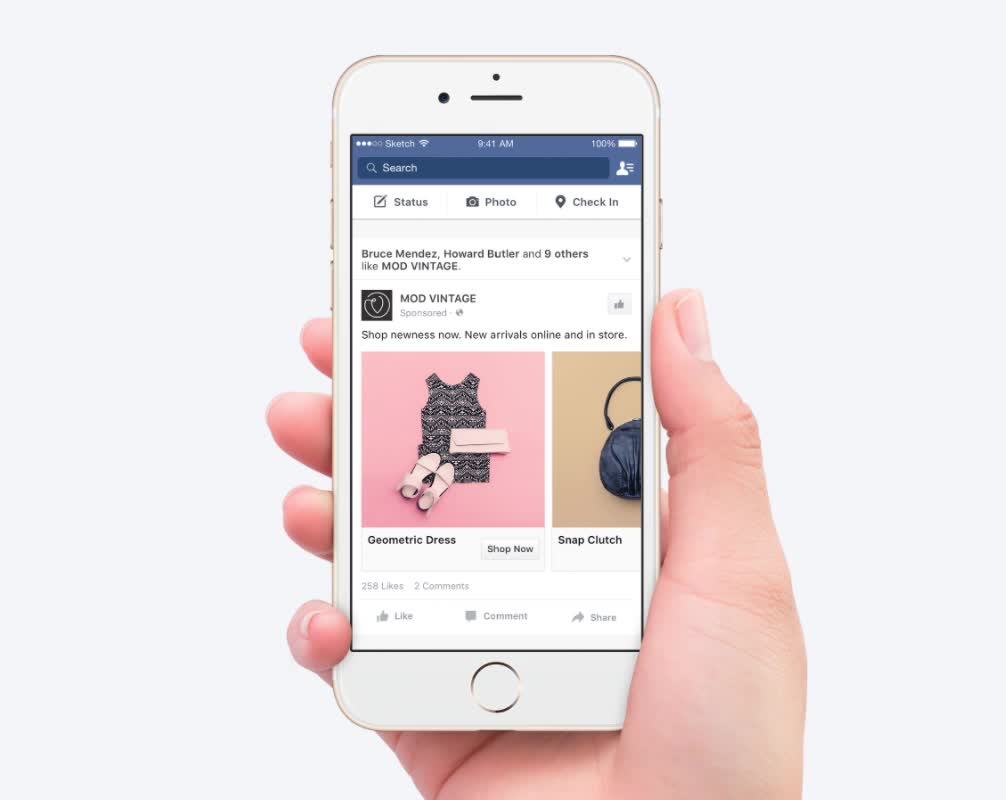 Sketch 9:41 AM 100%
Search
Status Photo Check In
Bruce Mendez, Howard Butler and 9 others
like MOD VINTAGE.
MOD VINTAGE
Sponsored ·
Shop newness now. New arrivals online and in store.
Geometric Dress Snap Clutch
Shop Now
258 Likes 2 Comments
Like Comment Share